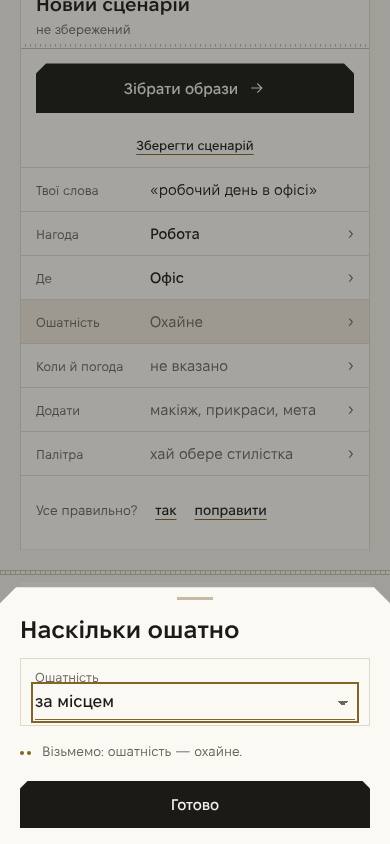 Новий сценарій
не збережений
Зібрати образи →
Зберегти сценарій
Твої слова «робочий день в офісі»
Нагода Робота
Де Офіс
Ошатність Охайне
Коли й погода не вказано
Додати макіяж, прикраси, мета
Палітра хай обере стилістка
Усе правильно? так поправити
Наскільки ошатно
Ошатність
за місцем
Візьмемо: ошатність — охайне.
Готово